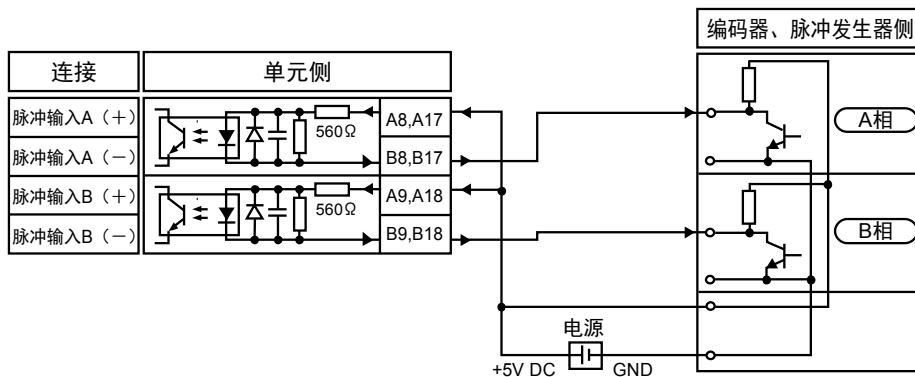 编码器、脉冲发生器侧
连接
单元侧
脉冲输入A（+）
560Ω
A8,A17
A相
脉冲输入A（-）
B8,B17
脉冲输入B（+）
560Ω
A9,A18
脉冲输入B（-）
B9,B18
B相
电源
+5V DC
GND